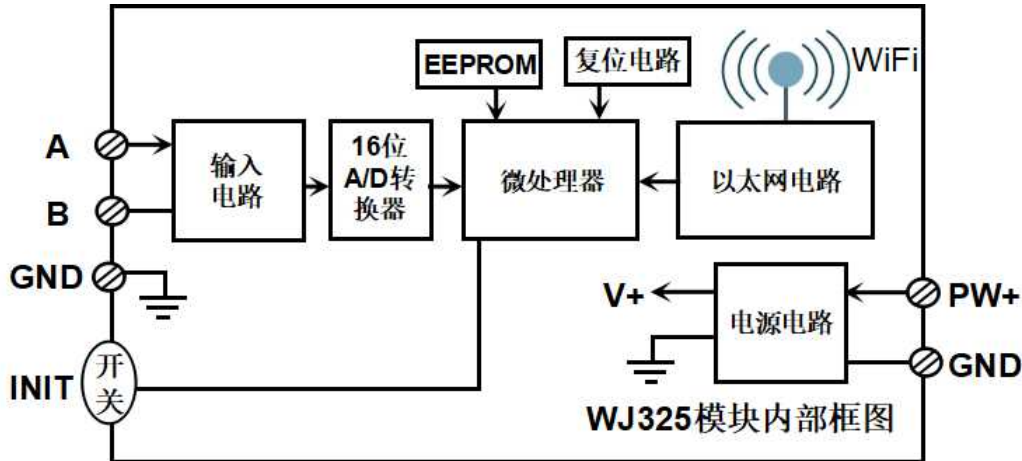 EEPROM
复位电路
WiFi
A
输入
电路
16位
A/D转
换器
微处理器
以太网电路
B
GND
V+
电源电路
PW+
INIT
开
关
GND
WJ325模块内部框图